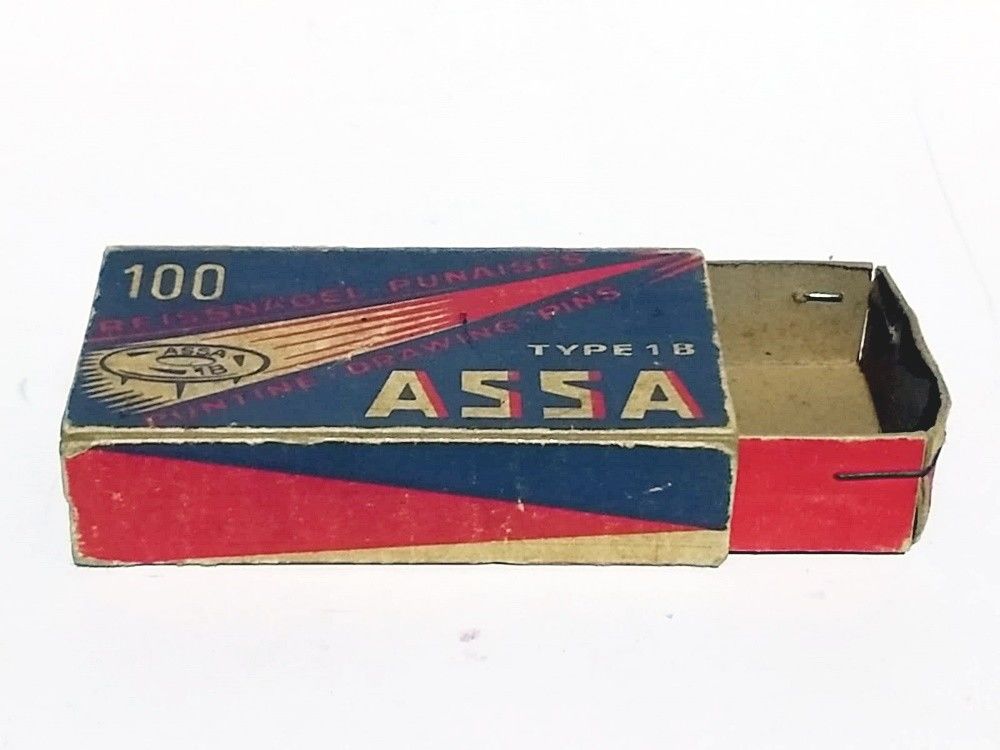 100
REISSNÄGEL PUNAISES
ASSA
1B
PUNTINE DRAWING PINS
TYPE 1B
ASSA